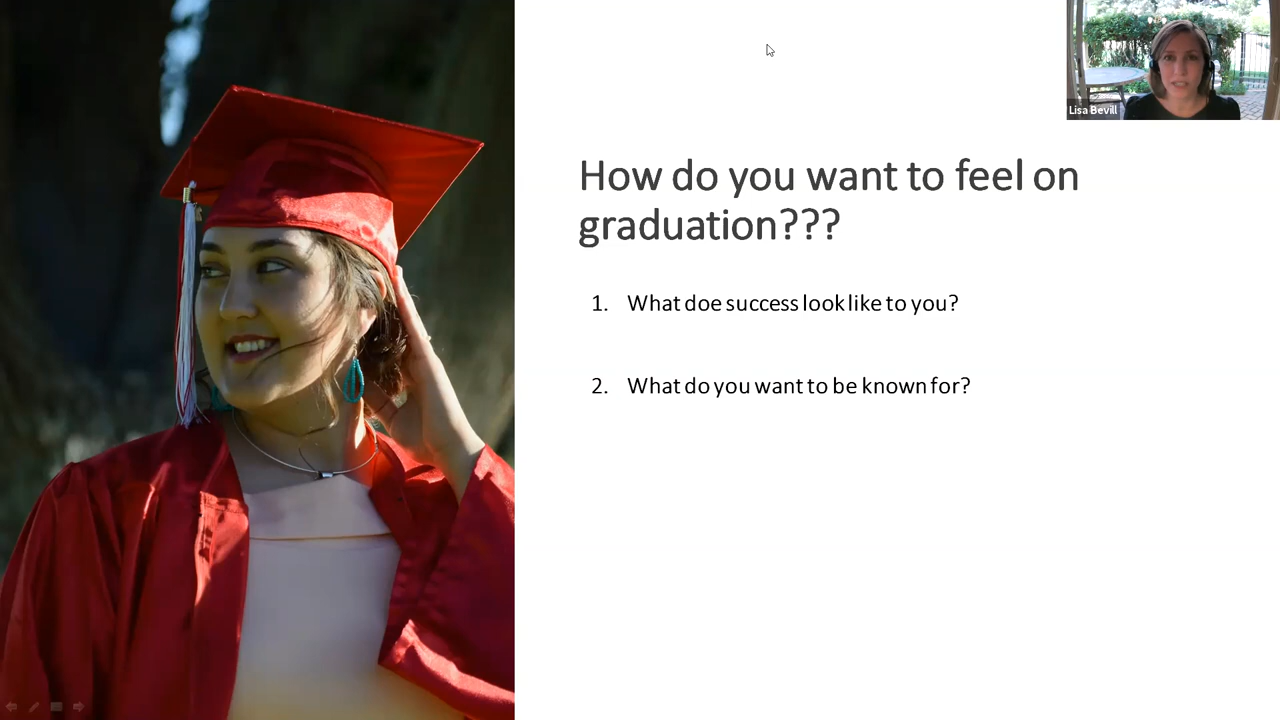 Lisa Bevill
How do you want to feel on
graduation???
1. What doe success look like to you?
2. What do you want to be known for?